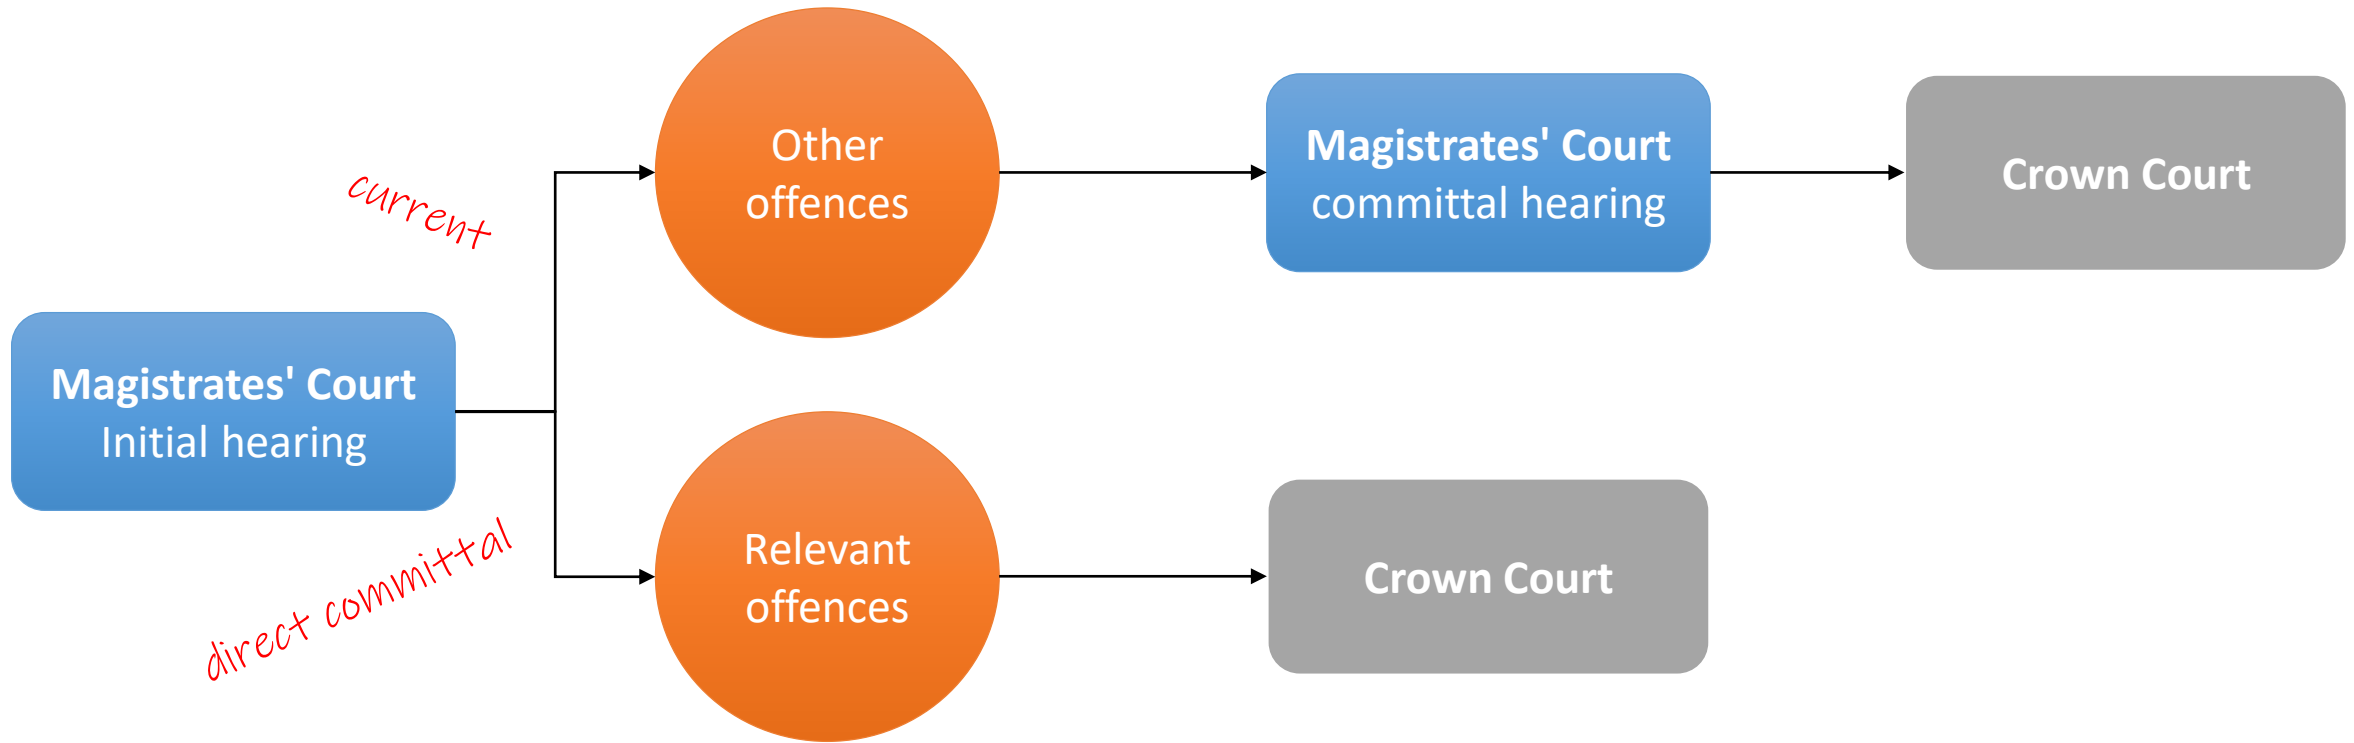 Other
offences
Magistrates' Court
committal hearing
Crown Court
current
Magistrates' Court
Initial hearing
direct committal
Relevant
offences
Crown Court